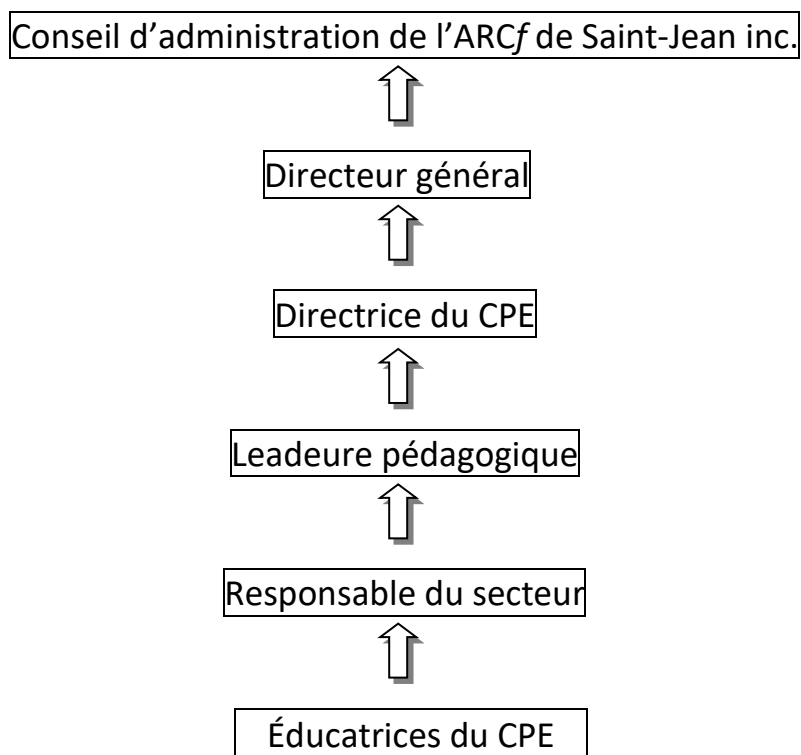 Conseil d’administration de l’ARCf de Saint-Jean inc.
Directeur général
Directrice du CPE
Leadeure pédagogique
Responsable du secteur
Éducatrices du CPE